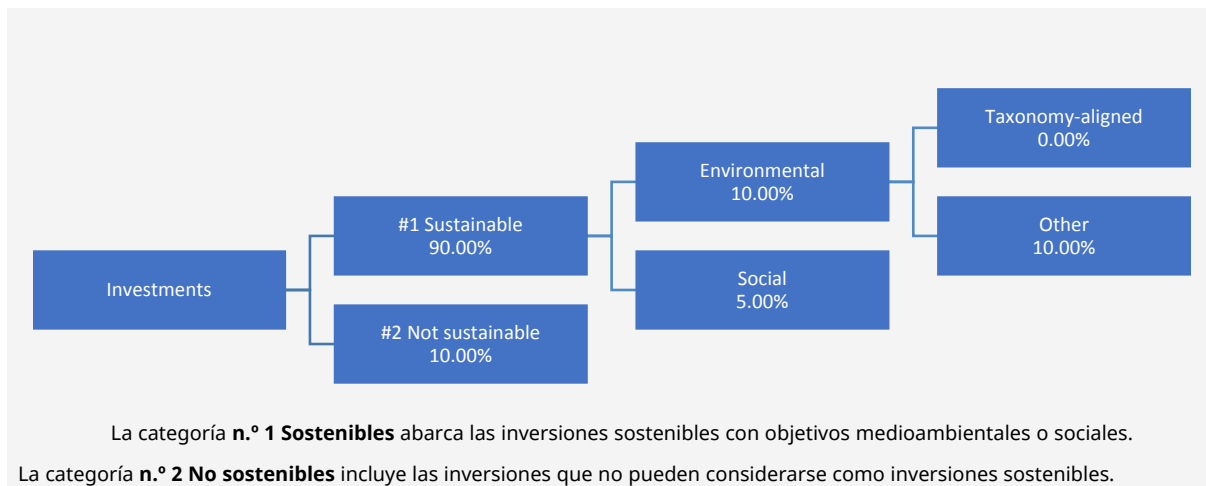 Investments
#1 Sustainable
90.00%
#2 Not sustainable
10.00%
Environmental
10.00%
Social
5.00%
Taxonomy-aligned
0.00%
Other
10.00%
La categoría n.º 1 Sostenibles abarca las inversiones sostenibles con objetivos medioambientales o sociales.
La categoría n.º 2 No sostenibles incluye las inversiones que no pueden considerarse como inversiones sostenibles.